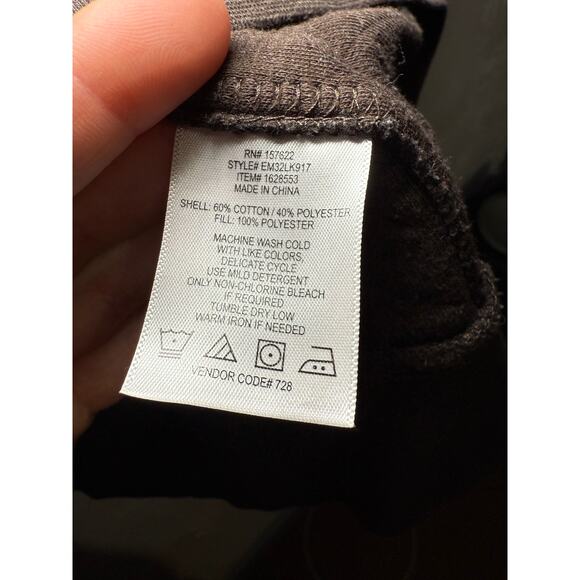 RN# 157622
STYLE# EM32LK917
ITEM# 1628553
MADE IN CHINA
SHELL: 60% COTTON / 40% POLYESTER
FILL: 100% POLYESTER
MACHINE WASH COLD
WITH LIKE COLORS,
DELICATE CYCLE
USE MILD DETERGENT
ONLY NON-CHLORINE BLEACH
IF REQUIRED
TUMBLE DRY LOW
WARM IRON IF NEEDED
VENDOR CODE# 728